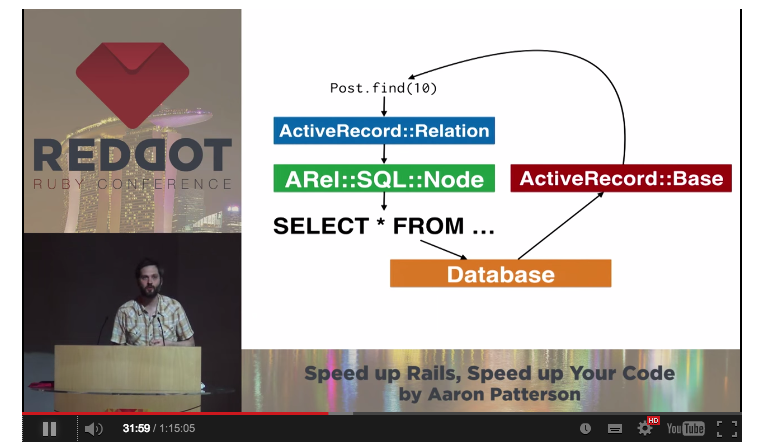 REDDOT
RUBY CONFERENCE
Post.find(10)
ActiveRecord::Relation
ARel::SQL::Node
ActiveRecord::Base
SELECT * FROM ...
Database
Speed up Rails, Speed up Your Code
by Aaron Patterson
31:59 / 1:15:05
HD
YouTube